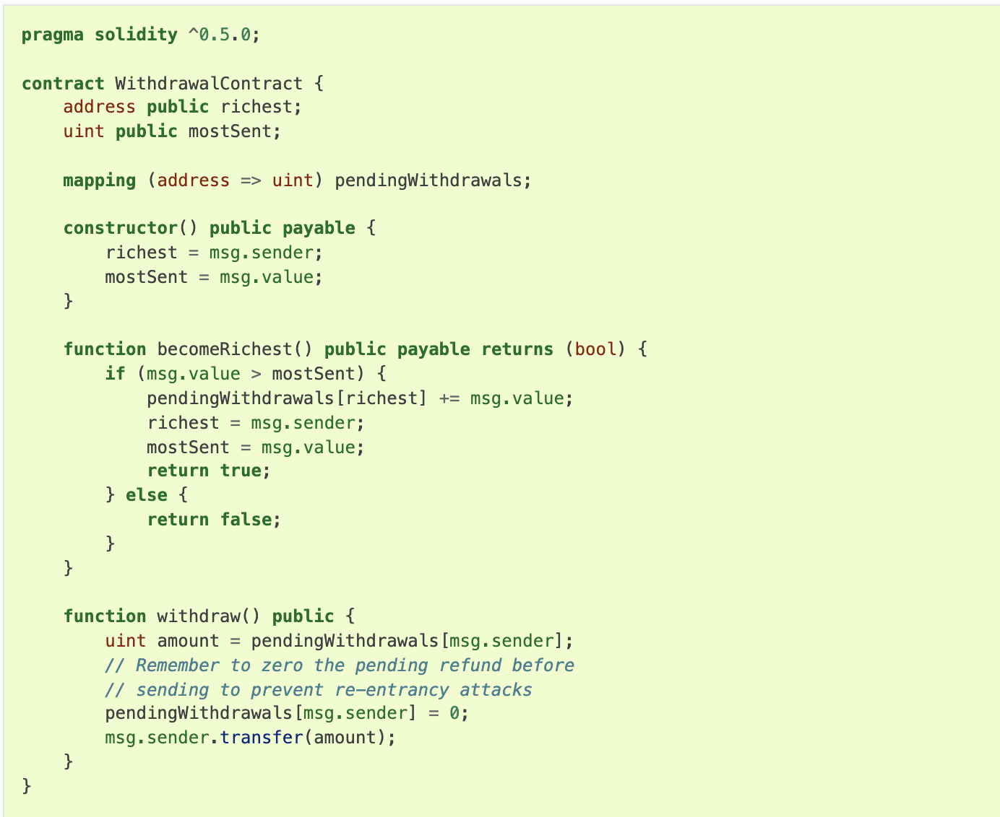 pragma solidity ^0.5.0;

contract WithdrawalContract {
    address public richest;
    uint public mostSent;

    mapping (address => uint) pendingWithdrawals;

    constructor() public payable {
        richest = msg.sender;
        mostSent = msg.value;
    }

    function becomeRichest() public payable returns (bool) {
        if (msg.value > mostSent) {
            pendingWithdrawals[richest] += msg.value;
            richest = msg.sender;
            mostSent = msg.value;
            return true;
        } else {
            return false;
        }
    }

    function withdraw() public {
        uint amount = pendingWithdrawals[msg.sender];
        // Remember to zero the pending refund before
        // sending to prevent re-entrancy attacks
        pendingWithdrawals[msg.sender] = 0;
        msg.sender.transfer(amount);
    }
}